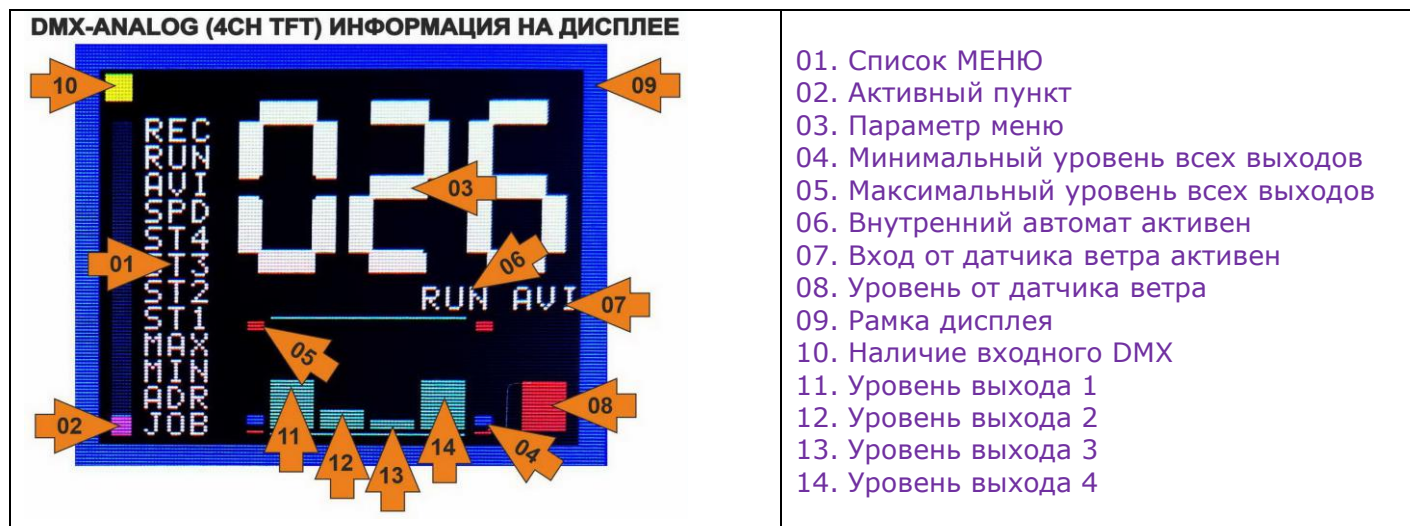 DMX-ANALOG (4CH TFT) ИНФОРМАЦИЯ НА ДИСПЛЕЕ
10
09
026
REC
RUN
AVI
SPD
ST4
ST3
ST2
ST1
MAX
MIN
ADR
JOB
03
01
06
RUN AVI
07
05
08
02
11
12
13
14
04
01. Список МЕНЮ
02. Активный пункт
03. Параметр меню
04. Минимальный уровень всех выходов
05. Максимальный уровень всех выходов
06. Внутренний автомат активен
07. Вход от датчика ветра активен
08. Уровень от датчика ветра
09. Рамка дисплея
10. Наличие входного DMX
11. Уровень выхода 1
12. Уровень выхода 2
13. Уровень выхода 3
14. Уровень выхода 4